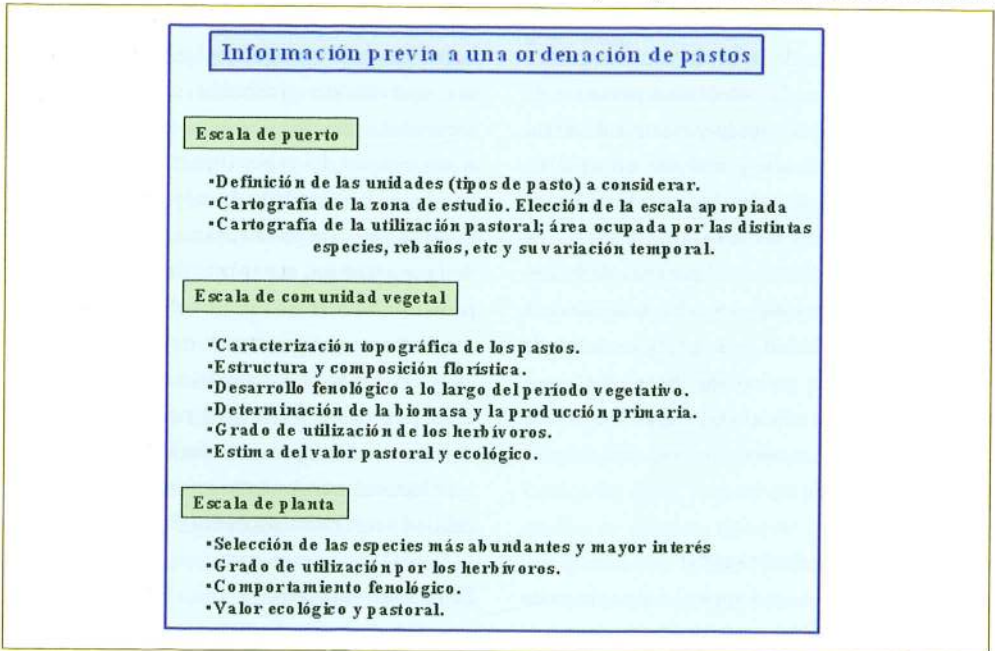 Información previa a una ordenación de pastos
Escala de puerto
▪Definición de las unidades (tipos de pasto) a considerar.
▪Cartografía de la zona de estudio. Elección de la escala apropiada
▪Cartografía de la utilización pastoral; área ocupada por las distintas
especies, rebaños, etc y su variación temporal.
Escala de comunidad vegetal
▪Caracterización topográfica de los pastos.
▪Estructura y composición florística.
▪Desarrollo fenológico a lo largo del período vegetativo.
▪Determinación de la biomasa y la producción primaria.
▪Grado de utilización de los herbívoros.
▪Estima del valor pastoral y ecológico.
Escala de planta
▪Selección de las especies más abundantes y mayor interés
▪Grado de utilización por los herbívoros.
▪Comportamiento fenológico.
▪Valor ecológico y pastoral.